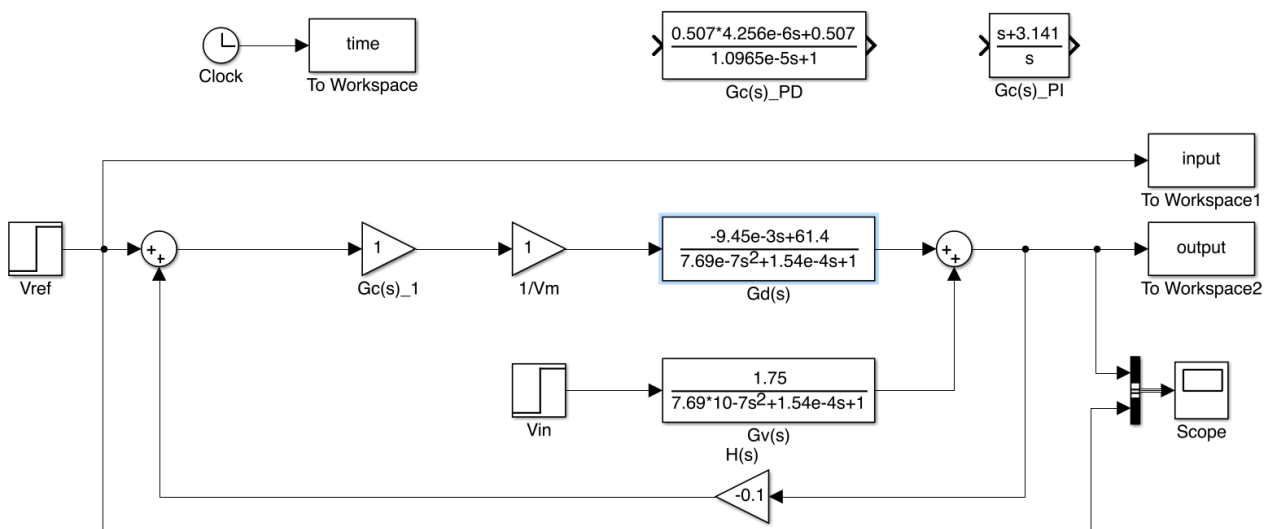 time
Clock
To Workspace
0.507*4.256e-6s+0.507
1.0965e-5s+1
Gc(s)_PD
s+3.141
s
Gc(s)_PI
input
To Workspace1
Vref
+
+
1
Gc(s)_1
1
1/Vm
-9.45e-3s+61.4
7.69e-7s2+1.54e-4s+1
Gd(s)
+
+
output
To Workspace2
Vin
1.75
7.69*10-7s2+1.54e-4s+1
Gv(s)
Scope
H(s)
-0.1